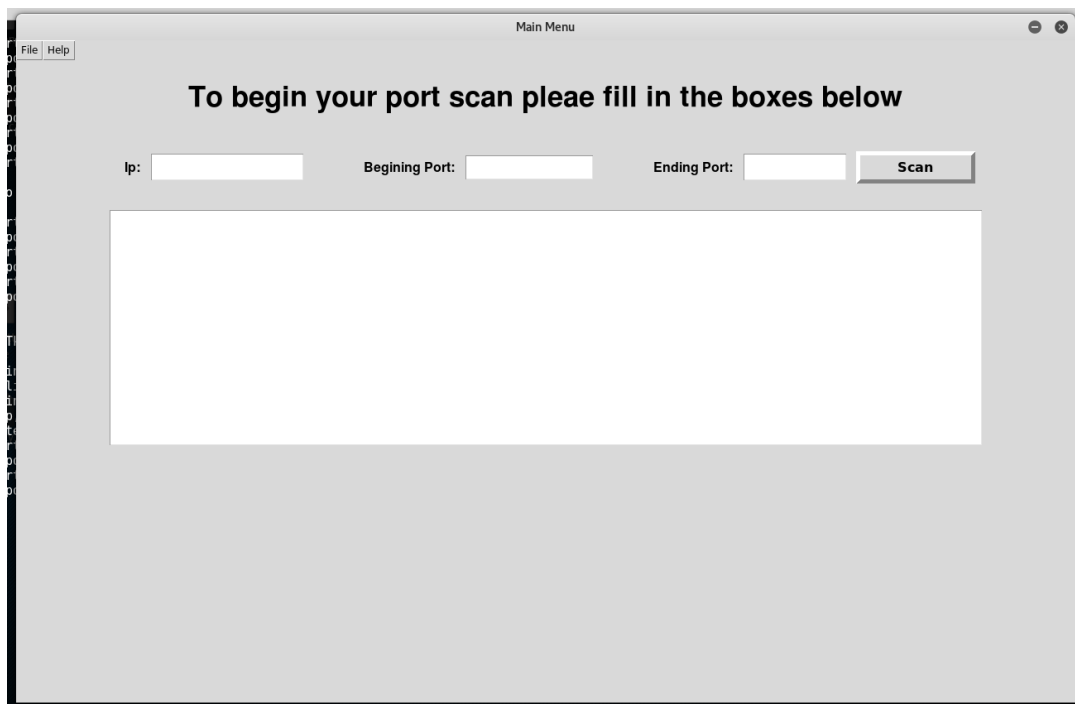 Main Menu
File Help
To begin your port scan pleae fill in the boxes below
Ip: Begining Port: Ending Port: Scan